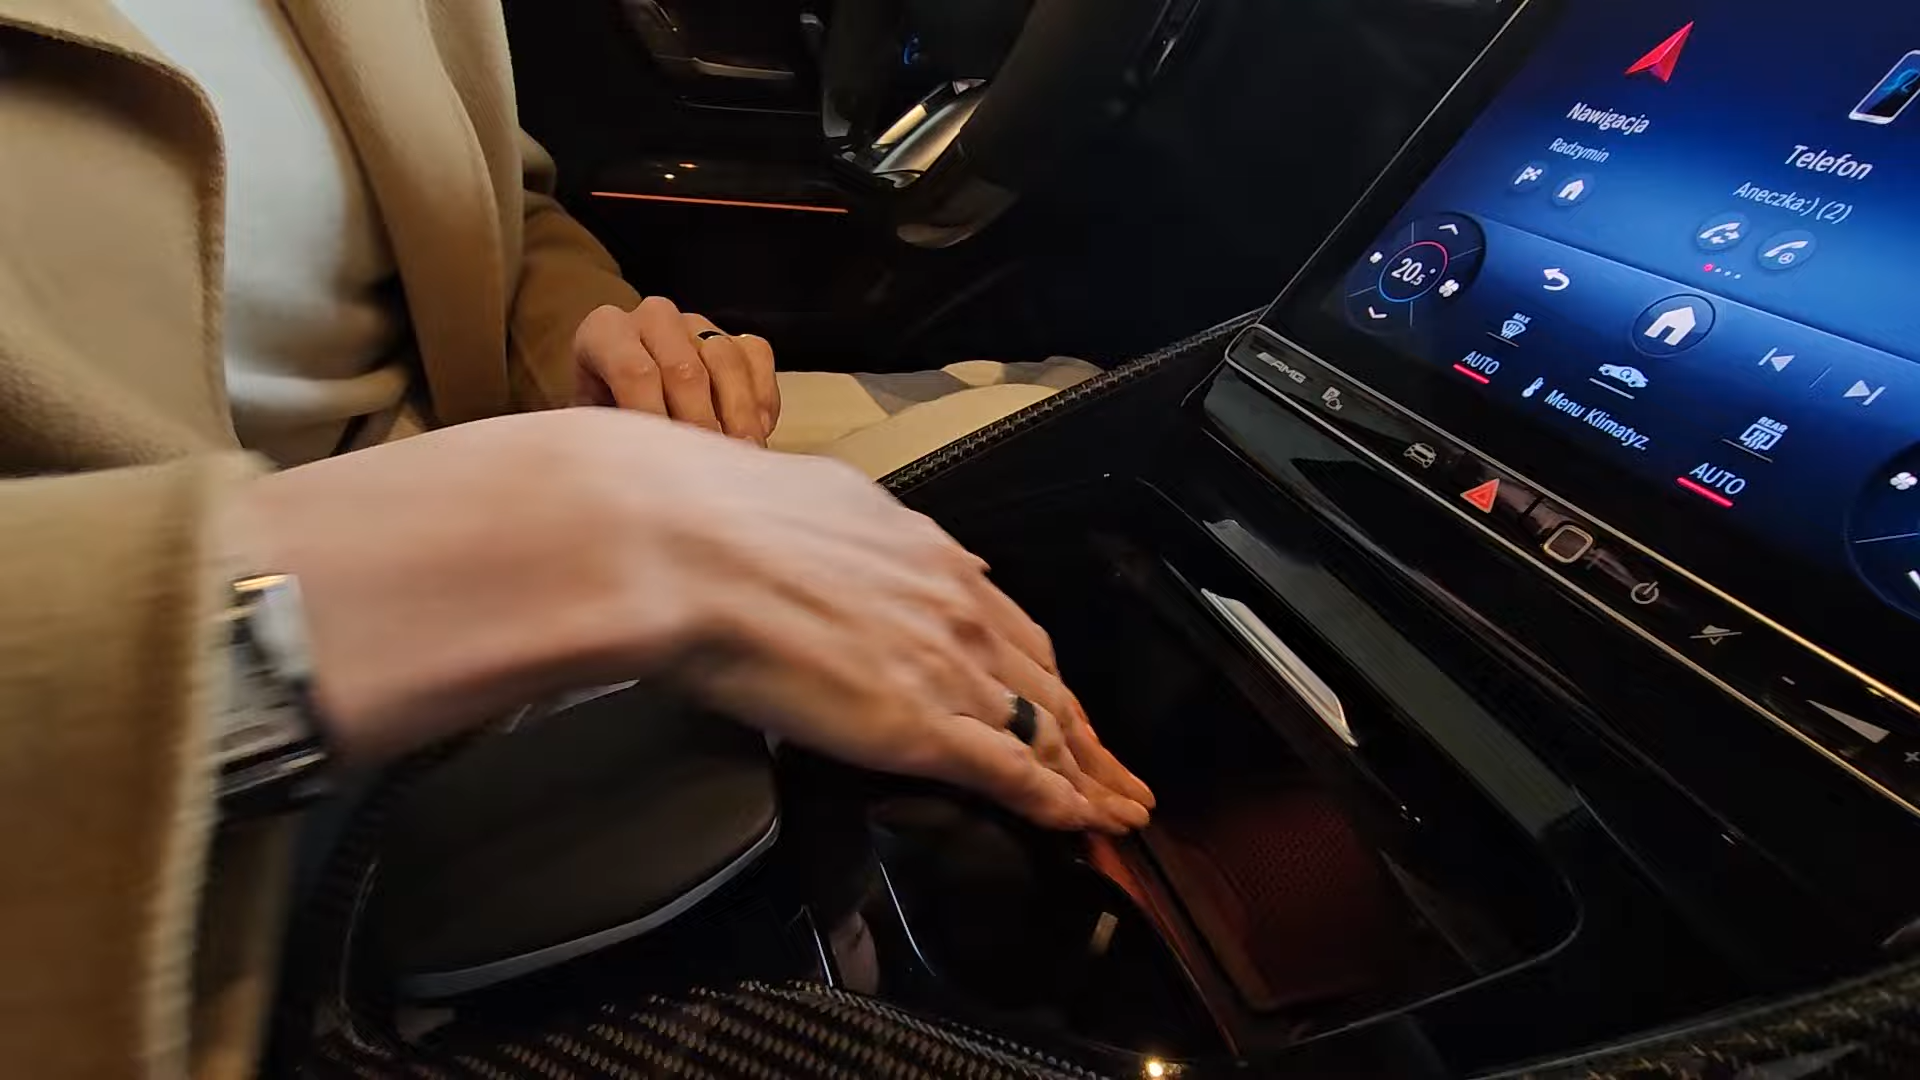 Nawigacja
Radzymin
Telefon
Aneczka:) (2)
20.5°
MAX
AUTO
Menu Klimatyz.
REAR
AUTO
AMG